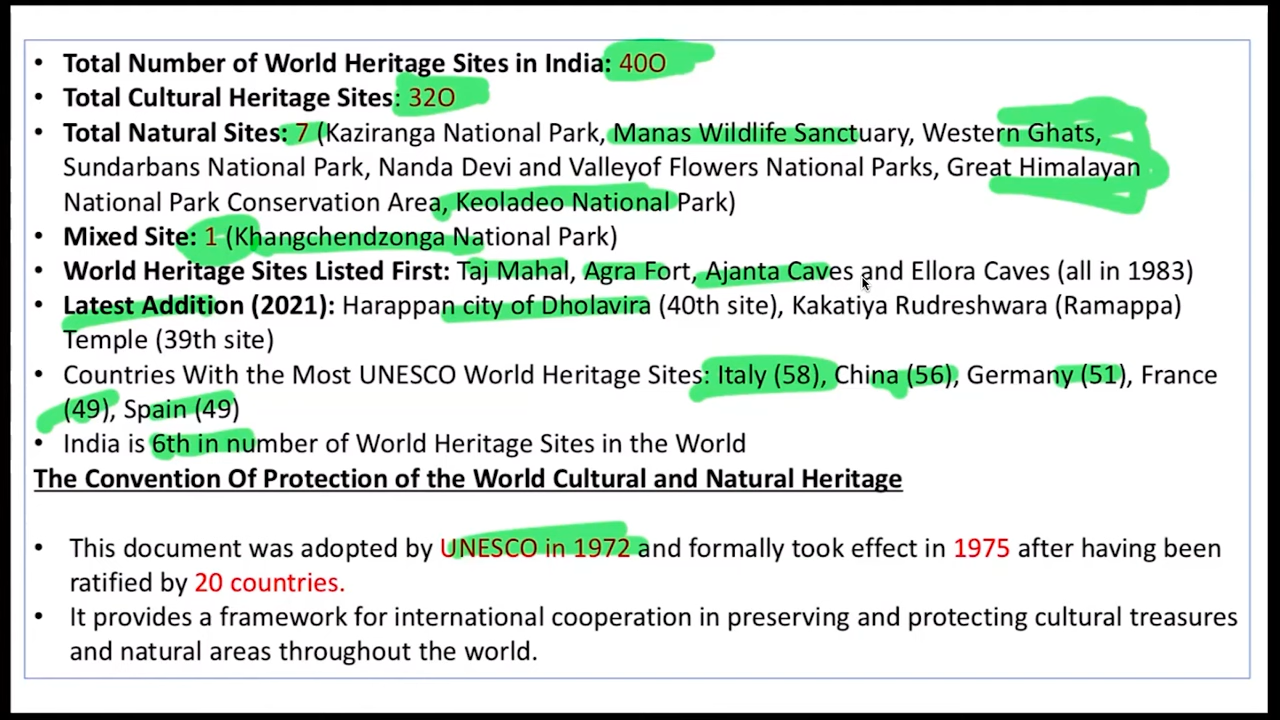 • Total Number of World Heritage Sites in India: 40O
• Total Cultural Heritage Sites: 32O
• Total Natural Sites: 7 (Kaziranga National Park, Manas Wildlife Sanctuary, Western Ghats,
Sundarbans National Park, Nanda Devi and Valleyof Flowers National Parks, Great Himalayan
National Park Conservation Area, Keoladeo National Park)
• Mixed Site: 1 (Khangchendzonga National Park)
• World Heritage Sites Listed First: Taj Mahal, Agra Fort, Ajanta Caves and Ellora Caves (all in 1983)
• Latest Addition (2021): Harappan city of Dholavira (40th site), Kakatiya Rudreshwara (Ramappa)
Temple (39th site)
• Countries With the Most UNESCO World Heritage Sites: Italy (58), China (56), Germany (51), France
(49), Spain (49)
• India is 6th in number of World Heritage Sites in the World
The Convention Of Protection of the World Cultural and Natural Heritage
• This document was adopted by UNESCO in 1972 and formally took effect in 1975 after having been
ratified by 20 countries.
• It provides a framework for international cooperation in preserving and protecting cultural treasures
and natural areas throughout the world.